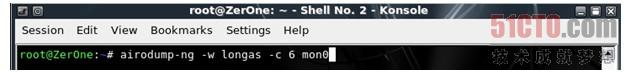 root@ZerOne: ~ - Shell No. 2 - Konsole
Session Edit View Bookmarks Settings Help
root@ZerOne:~# airodump-ng -w longas -c 6 mon0
51CTO.com
技术成就梦想